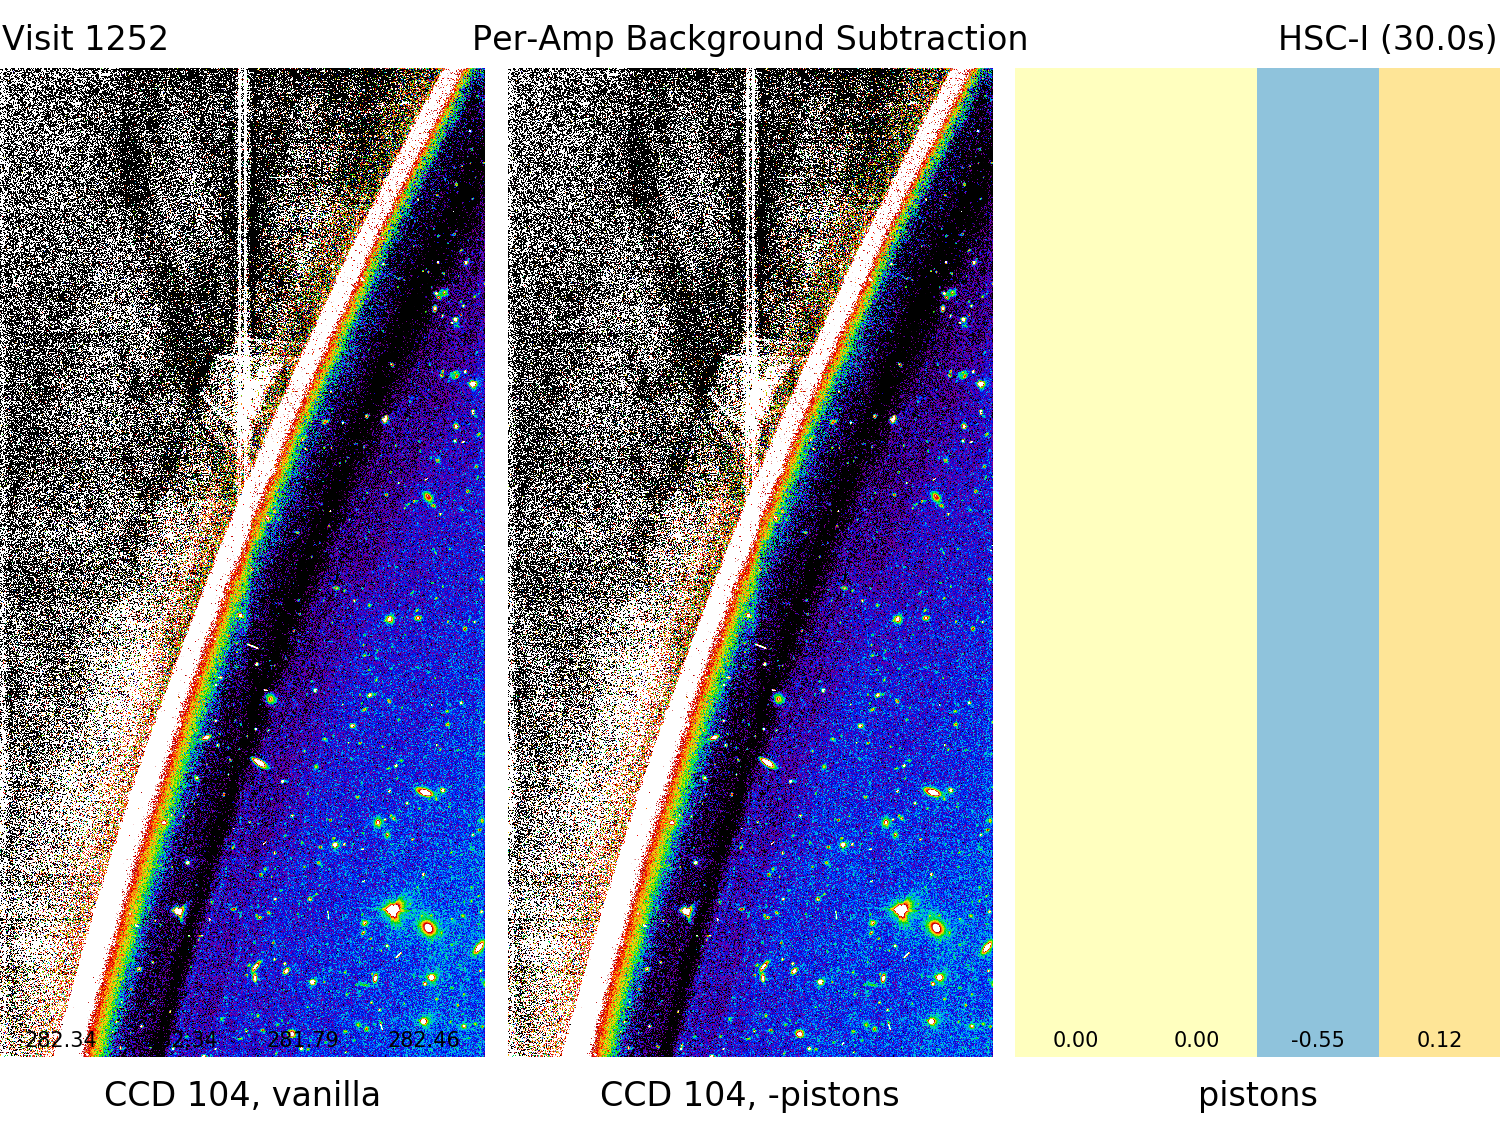 Visit 1252
Per-Amp Background Subtraction
HSC-I (30.0s)
282.34
281.79
282.46
0.00
0.00
-0.55
0.12
CCD 104, vanilla
CCD 104, -pistons
pistons